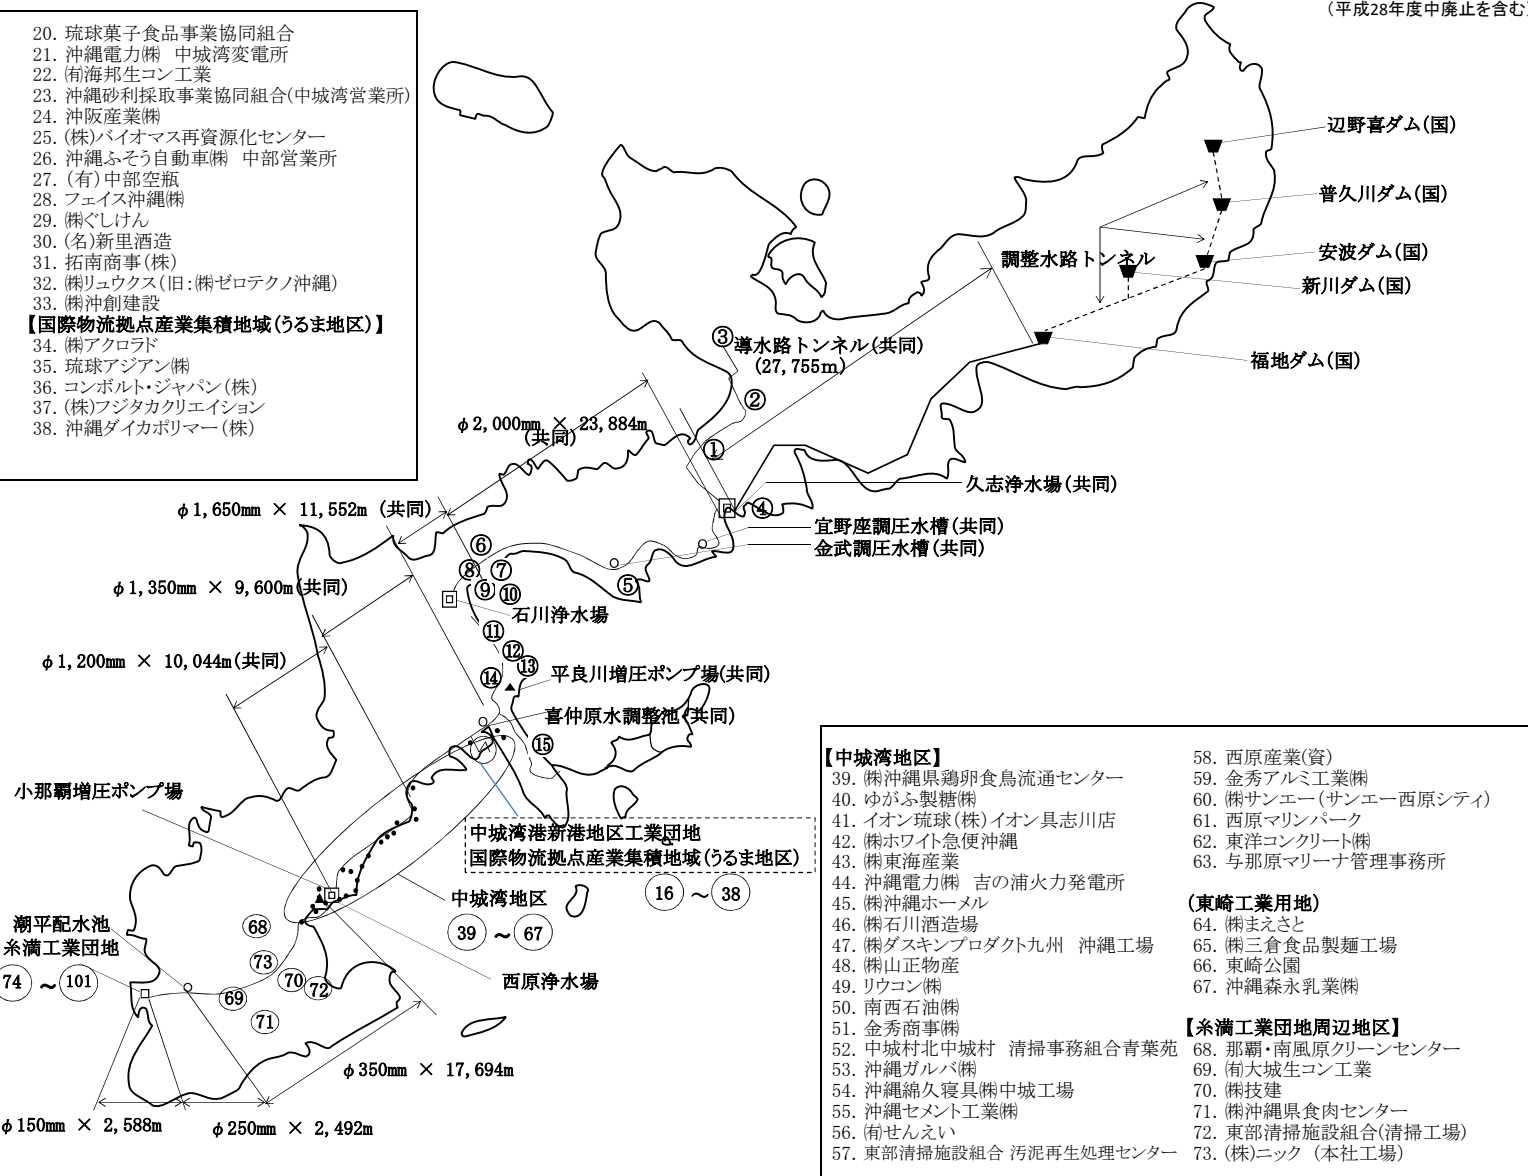 (平成28年度中廃止を含む)
20. 琉球菓子食品事業協同組合
21. 沖縄電力㈱ 中城湾変電所
22. ㈲海邦生コン工業
23. 沖縄砂利採取事業協同組合(中城湾営業所)
24. 沖阪産業㈱
25. (株)バイオマス再資源化センター
26. 沖縄ふそう自動車㈱ 中部営業所
27. (有)中部空瓶
28. フェイス沖縄㈱
29. ㈱ぐしけん
30. (名)新里酒造
31. 拓南商事(株)
32. ㈱リュウクス(旧:㈱ゼロテクノ沖縄)
33. ㈱沖創建設
【国際物流拠点産業集積地域(うるま地区)】
34. ㈱アクロラド
35. 琉球アジアン㈱
36. コンボルト・ジャパン(株)
37. (株)フジタカクリエイション
38. 沖縄ダイカポリマー(株)
辺野喜ダム(国)
普久川ダム(国)
安波ダム(国)
調整水路トンネル
新川ダム(国)
福地ダム(国)
③
導水路トンネル(共同)
(27,755m)
②
φ2,000mm × 23,884m
(共同)
①
久志浄水場(共同)
④
φ1,650mm × 11,552m (共同)
宜野座調圧水槽(共同)
金武調圧水槽(共同)
⑥
⑧
⑦
⑤
φ1,350mm × 9,600m(共同)
⑨
⑩
石川浄水場
⑪
⑫
⑬
φ1,200mm × 10,044m(共同)
⑭
平良川増圧ポンプ場(共同)
喜仲原水調整池(共同)
⑮
小那覇増圧ポンプ場
中城湾港新港地区工業団地
国際物流拠点産業集積地域(うるま地区)
16 ～ 38
中城湾地区
39 ～ 67
潮平配水池
糸満工業団地
74 ～ 101
68
73
70
72
69
71
西原浄水場
φ350mm × 17,694m
φ150mm × 2,588m
φ250mm × 2,492m
【中城湾地区】
39. ㈱沖縄県鶏卵食鳥流通センター
40. ゆがふ製糖㈱
41. イオン琉球(株)イオン具志川店
42. ㈱ホワイト急便沖縄
43. ㈱東海産業
44. 沖縄電力㈱ 吉の浦火力発電所
45. ㈱沖縄ホーメル
46. ㈱石川酒造場
47. ㈱ダスキンプロダクト九州 沖縄工場
48. ㈱山正物産
49. リウコン㈱
50. 南西石油㈱
51. 金秀商事㈱
52. 中城村北中城村 清掃事務組合青葉苑
53. 沖縄ガルバ㈱
54. 沖縄綿久寝具㈱中城工場
55. 沖縄セメント工業㈱
56. ㈲せんえい
57. 東部清掃施設組合 汚泥再生処理センター
58. 西原産業(資)
59. 金秀アルミ工業㈱
60. ㈱サンエー(サンエー西原シティ)
61. 西原マリンパーク
62. 東洋コンクリート㈱
63. 与那原マリーナ管理事務所
(東崎工業用地)
64. ㈱まえさと
65. ㈱三倉食品製麺工場
66. 東崎公園
67. 沖縄森永乳業㈱
【糸満工業団地周辺地区】
68. 那覇・南風原クリーンセンター
69. ㈲大城生コン工業
70. ㈱技建
71. ㈱沖縄県食肉センター
72. 東部清掃施設組合(清掃工場)
73. (株)ニック (本社工場)